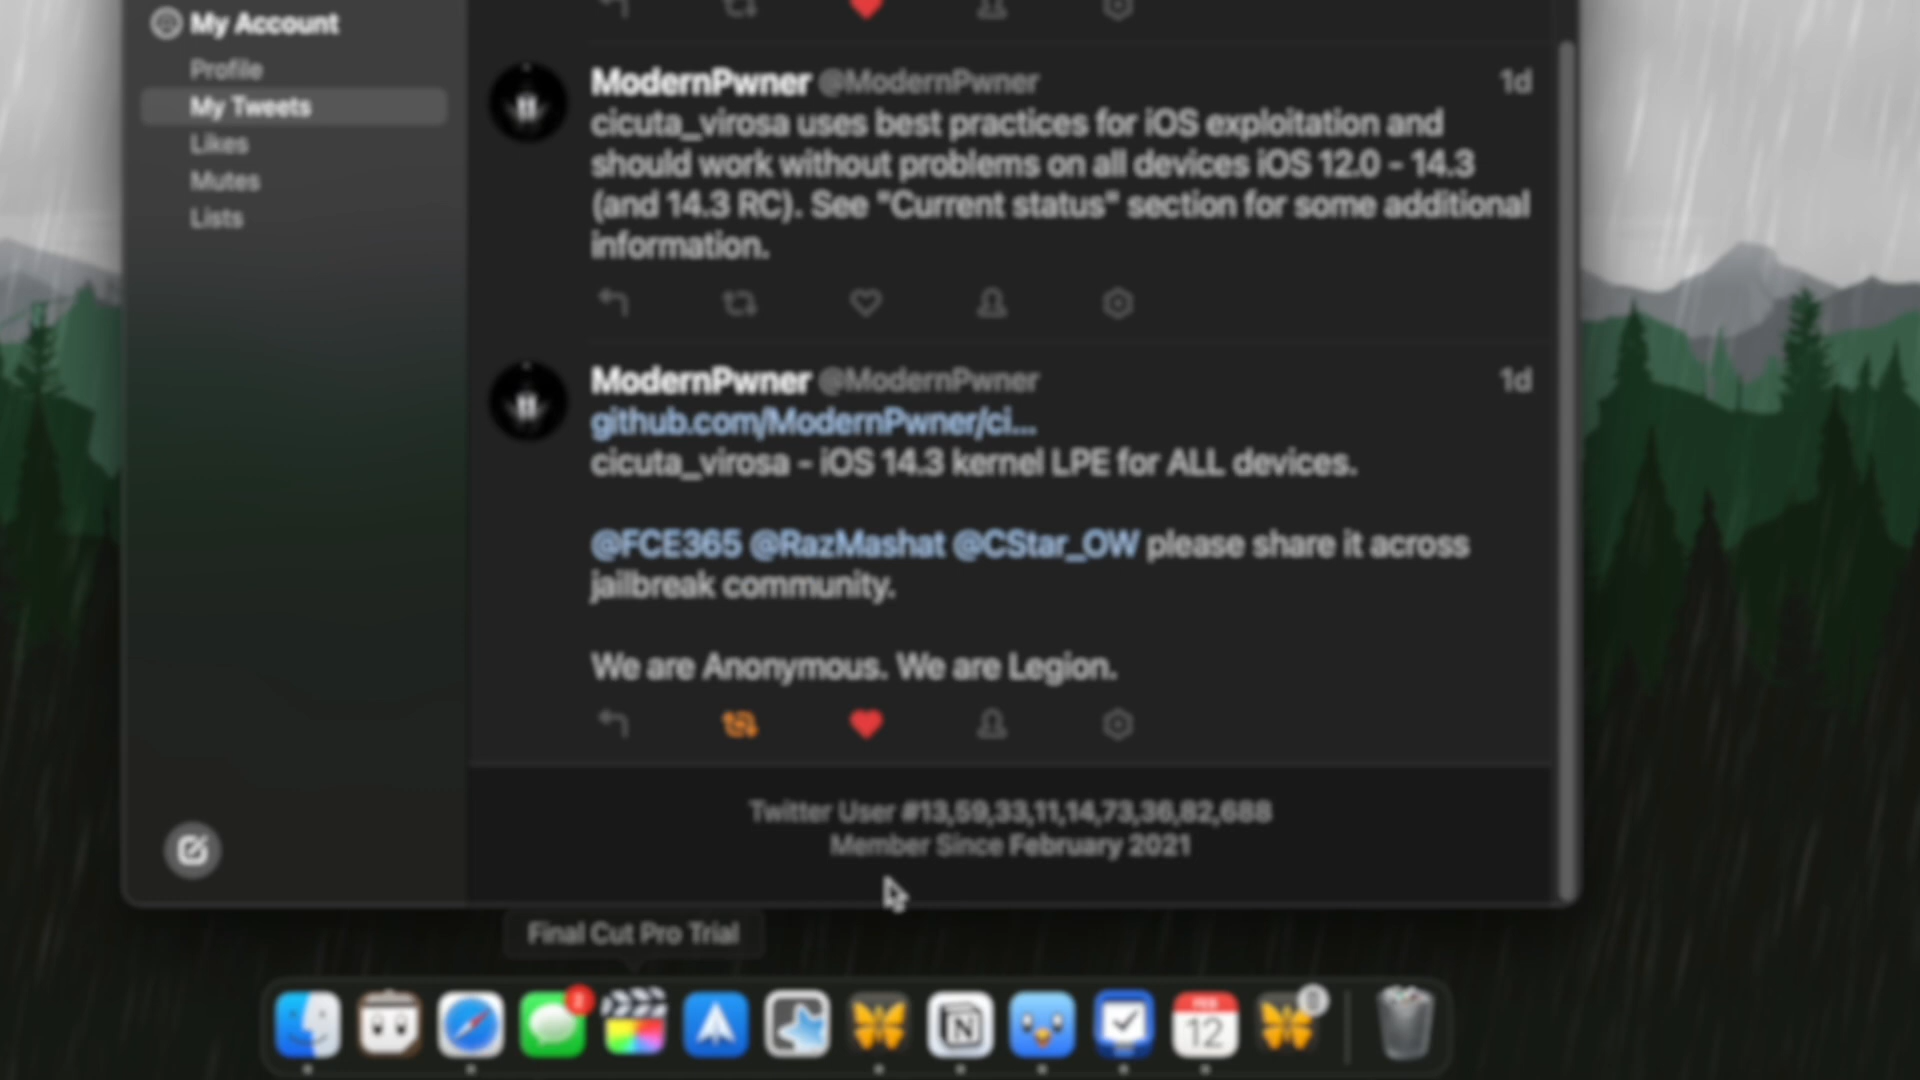 My Account
Profile
My Tweets
Likes
Mutes
Lists
ModernPwner @ModernPwner 1d
cicuta_virosa uses best practices for iOS exploitation and
should work without problems on all devices iOS 12.0 - 14.3
(and 14.3 RC). See "Current status" section for some additional
information.
ModernPwner @ModernPwner 1d
github.com/ModernPwner/ci...
cicuta_virosa - iOS 14.3 kernel LPE for ALL devices.
@FCE365 @RazMashat @CStar_OW please share it across
jailbreak community.
We are Anonymous. We are Legion.
Twitter User #13,59,33,11,14,73,36,82,688
Member Since February 2021
Final Cut Pro Trial
FEB
12
N